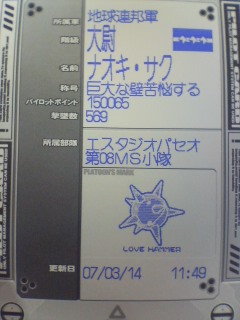 所属軍 地球連邦軍
階級 大尉
名前 ナオキ・サク
称号 巨大な壁苦悩する
パイロットポイント 150065
撃墜数 569
所属部隊 エスタジオパセオ
第08MS小隊
PLATOON'S MARK
LOVE HAMMER
更新日 07/03/14 11:49